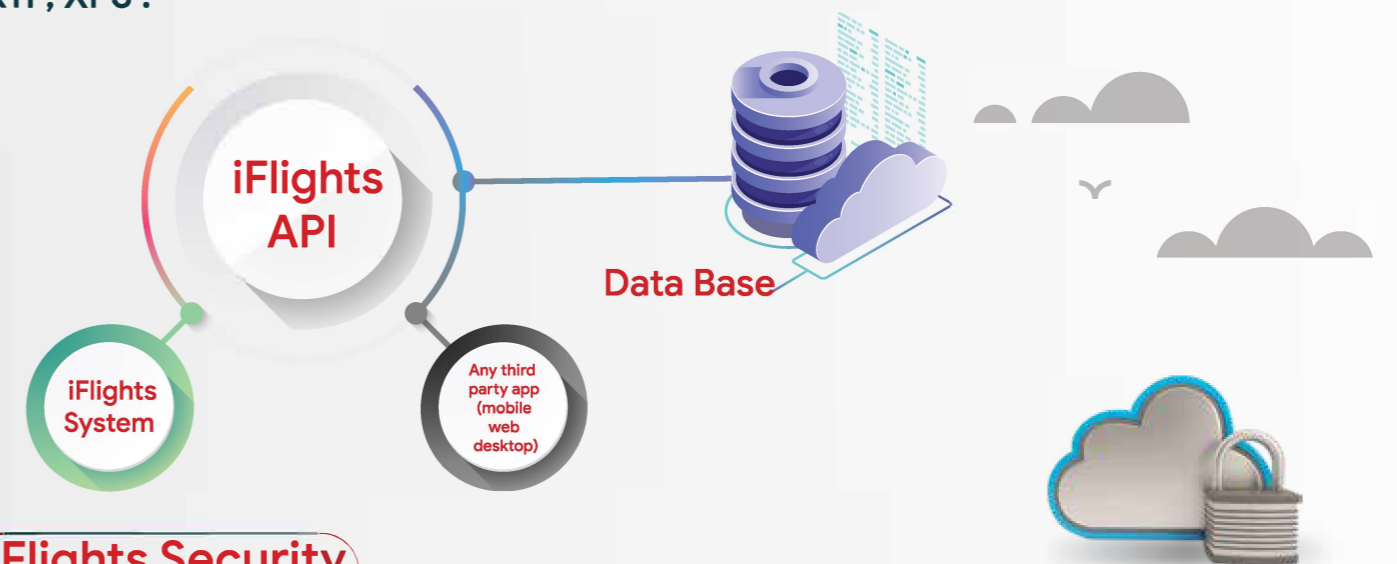 iFlights
API
Data Base
iFlights
System
Any third
party app
(mobile
web
desktop)
Flights Security